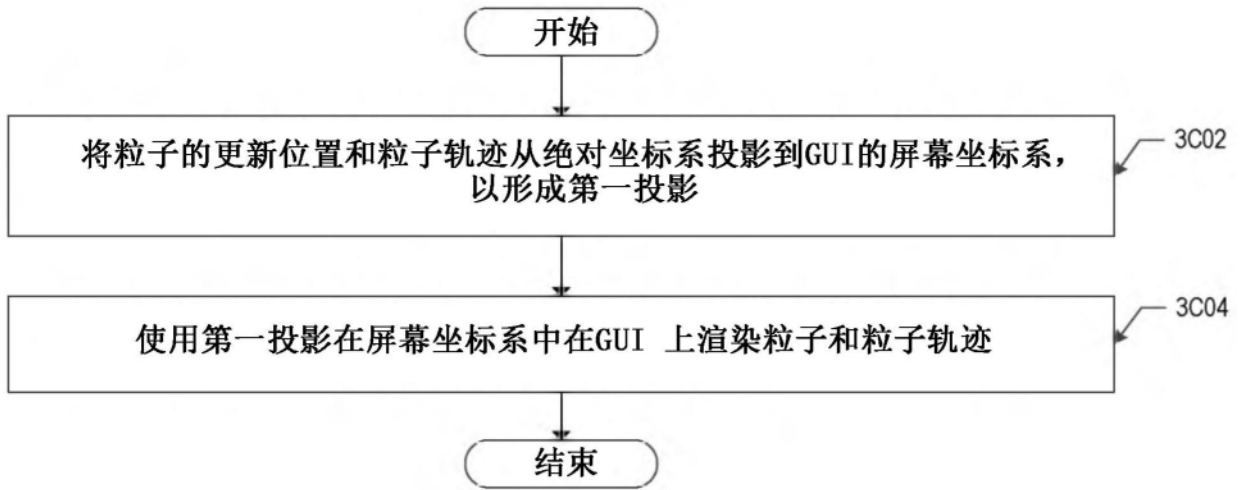 开始
将粒子的更新位置和粒子轨迹从绝对坐标系投影到GUI的屏幕坐标系，
以形成第一投影
3C02
使用第一投影在屏幕坐标系中在GUI 上渲染粒子和粒子轨迹
3C04
结束